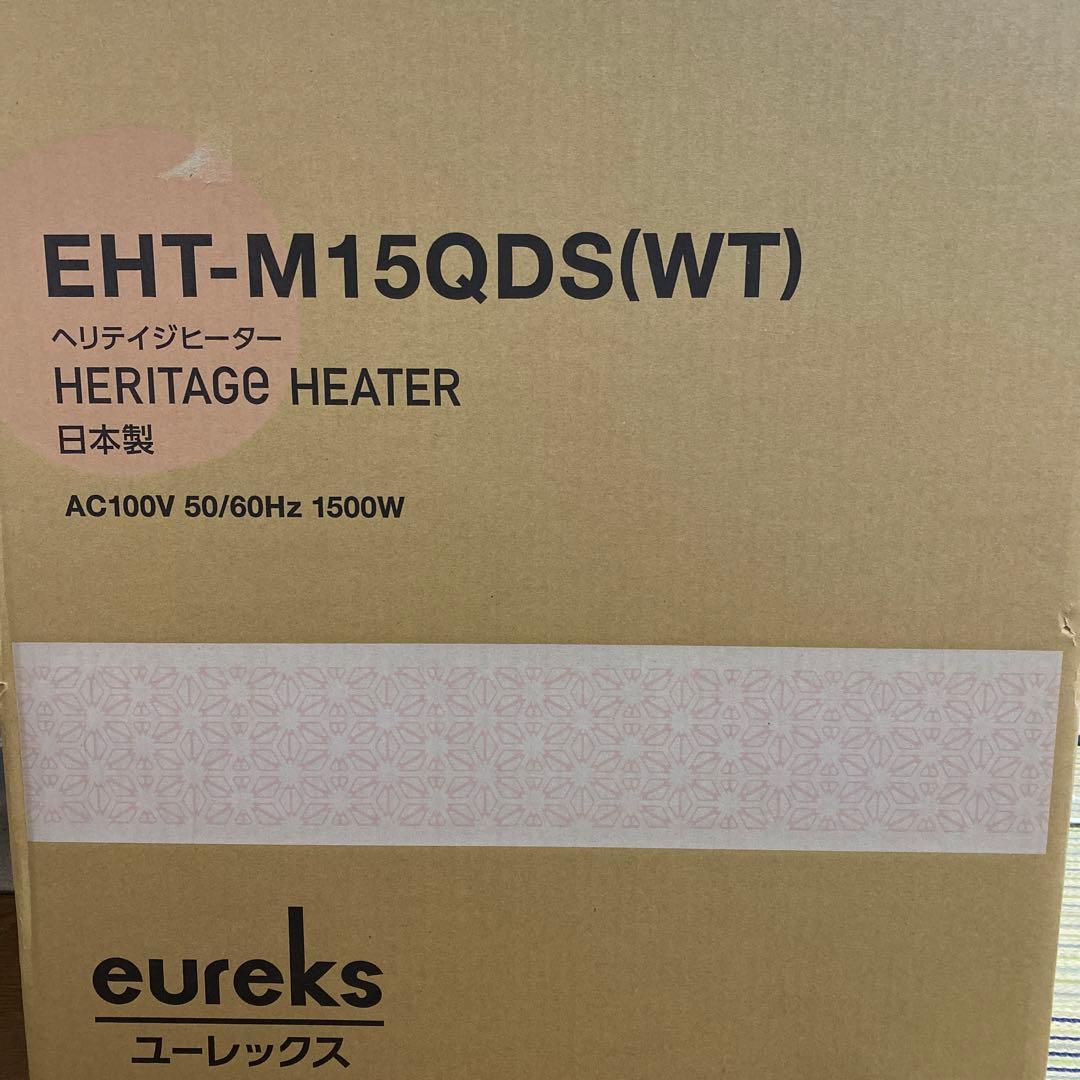 EHT-M15QDS(WT)
ヘリテイジヒーター
HERITAGe HEATER
日本製
AC100V 50/60Hz 1500W
eureks
ユーレックス